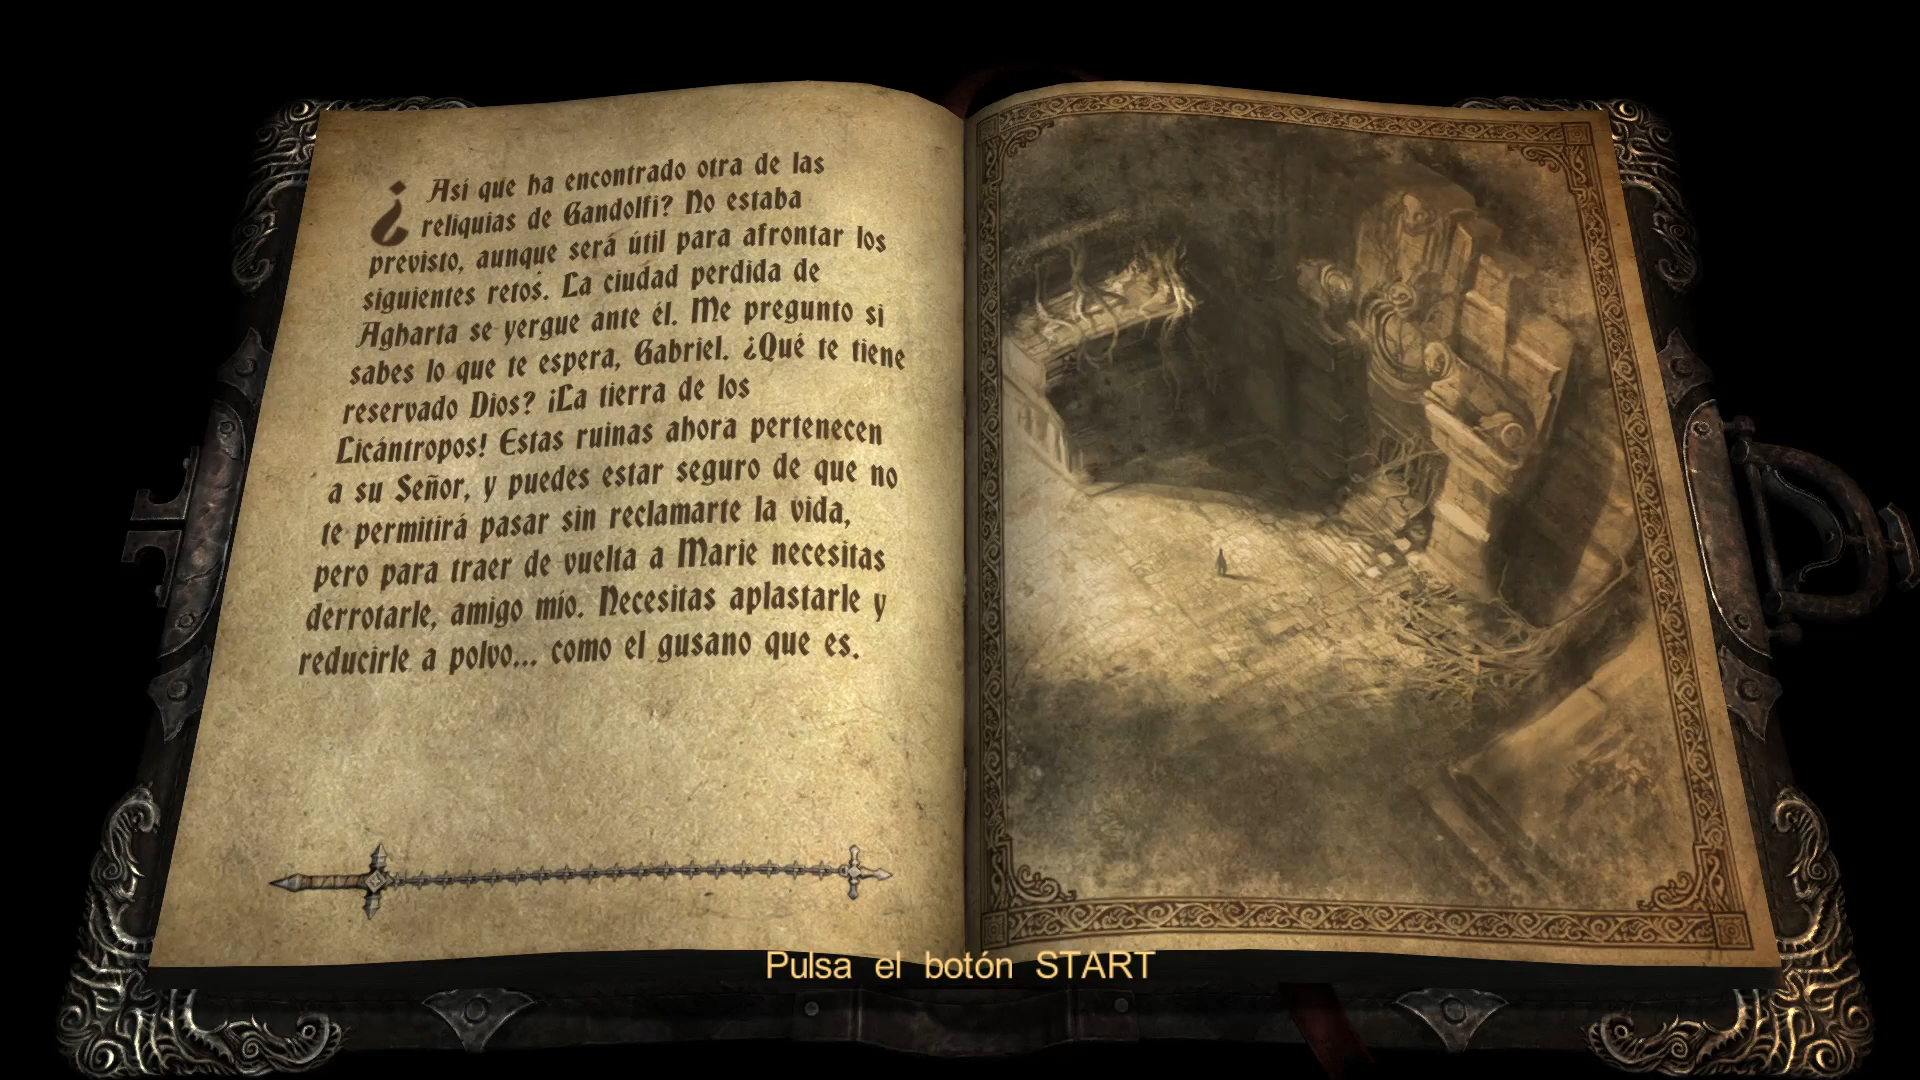 ¿Así que ha encontrado otra de las
reliquias de Gandolfi? No estaba
previsto, aunque será útil para afrontar los
siguientes retos. La ciudad perdida de
Agharta se yergue ante él. Me pregunto si
sabes lo que te espera, Gabriel. ¿Qué te tiene
reservado Dios? ¡La tierra de los
Licántropos! Estas ruinas ahora pertenecen
a su Señor, y puedes estar seguro de que no
te permitirá pasar sin reclamarte la vida,
pero para traer de vuelta a Marie necesitas
derrotarle, amigo mío. Necesitas aplastarle y
reducirle a polvo... como el gusano que es.
Pulsa el botón START